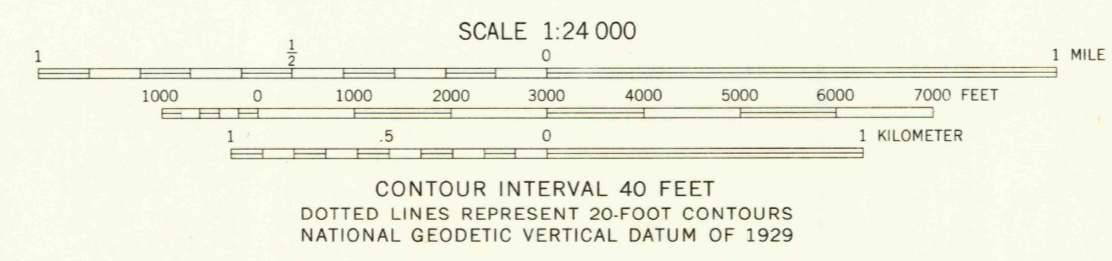 SCALE 1:24 000
1 1/2 0 1 MILE
1000 0 1000 2000 3000 4000 5000 6000 7000 FEET
1 .5 0 1 KILOMETER
CONTOUR INTERVAL 40 FEET
DOTTED LINES REPRESENT 20-FOOT CONTOURS
NATIONAL GEODETIC VERTICAL DATUM OF 1929